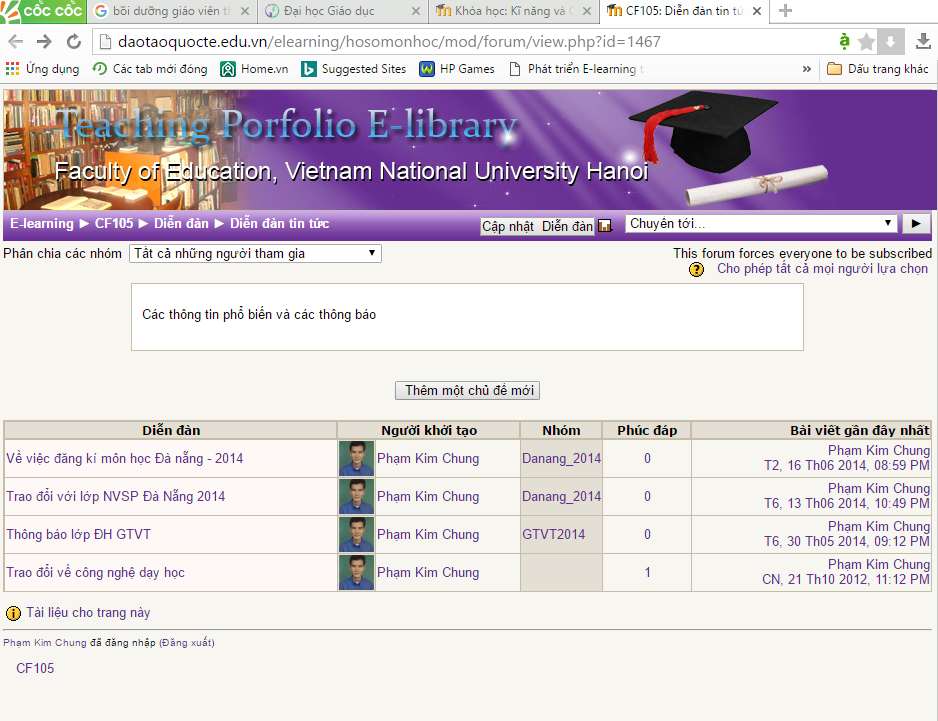 cốc cốc bồi dưỡng giáo viên t Đại học Giáo dục Khóa học: Kĩ năng và CF105: Diễn đàn tin tứ
daotaoquocte.edu.vn/elearning/hosomonhoc/mod/forum/view.php?id=1467
Ứng dụng Các tab mới đóng Home.vn Suggested Sites HP Games Phát triển E-learning » Dấu trang khác
Teaching Porfolio E-library
Faculty of Education, Vietnam National University Hanoi
E-learning ► CF105 ► Diễn đàn ► Diễn đàn tin tức Cập nhật Diễn đàn Chuyển tới... ►
Phân chia các nhóm Tất cả những người tham gia This forum forces everyone to be subscribed
Cho phép tất cả mọi người lựa chọn
Các thông tin phổ biến và các thông báo
Thêm một chủ đề mới
Diễn đàn Người khởi tạo Nhóm Phúc đáp Bài viết gần đây nhất
Về việc đăng kí môn học Đà nẵng - 2014 Phạm Kim Chung Danang_2014 0 Phạm Kim Chung
T2, 16 Th06 2014, 08:59 PM
Trao đổi với lớp NVSP Đà Nẵng 2014 Phạm Kim Chung Danang_2014 0 Phạm Kim Chung
T6, 13 Th06 2014, 10:49 PM
Thông báo lớp ĐH GTVT Phạm Kim Chung GTVT2014 0 Phạm Kim Chung
T6, 30 Th05 2014, 09:12 PM
Trao đổi về công nghệ dạy học Phạm Kim Chung 1 Phạm Kim Chung
CN, 21 Th10 2012, 11:12 PM
Tài liệu cho trang này
Phạm Kim Chung đã đăng nhập (Đăng xuất)
CF105